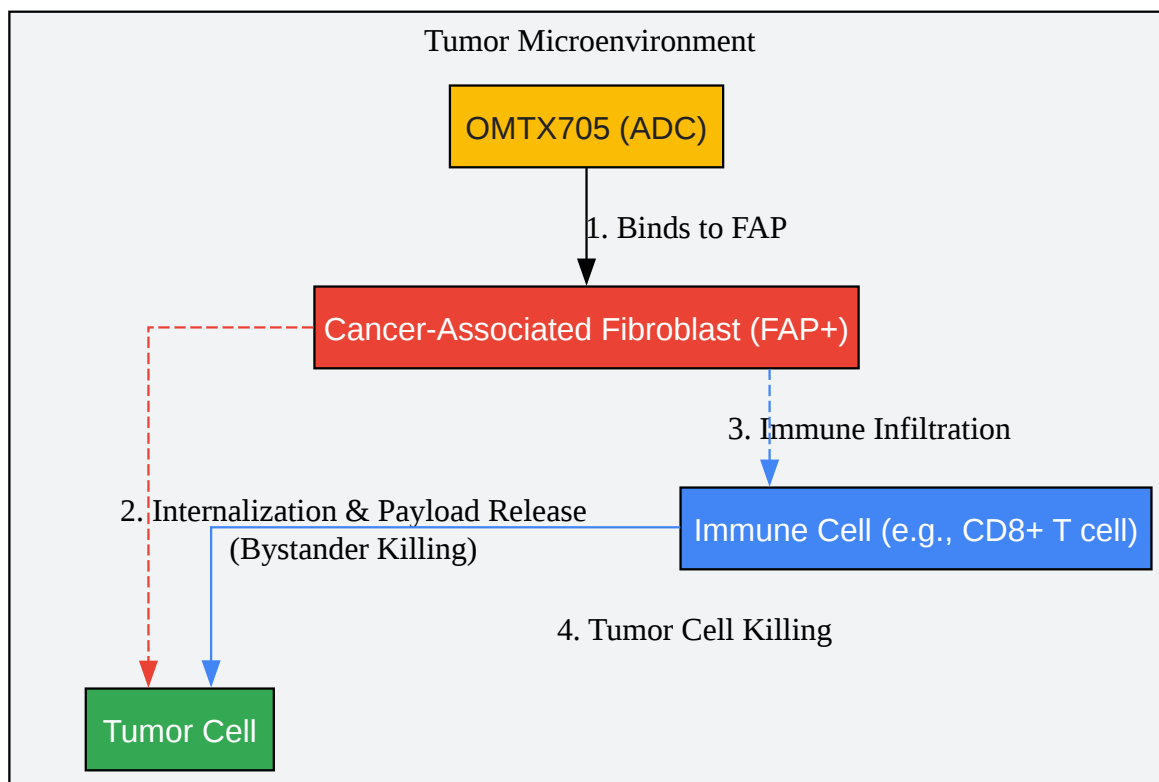 Tumor Microenvironment
OMTX705 (ADC)
1. Binds to FAP
Cancer-Associated Fibroblast (FAP+)
3. Immune Infiltration
2. Internalization & Payload Release
(Bystander Killing)
Immune Cell (e.g., CD8+ T cell)
4. Tumor Cell Killing
Tumor Cell